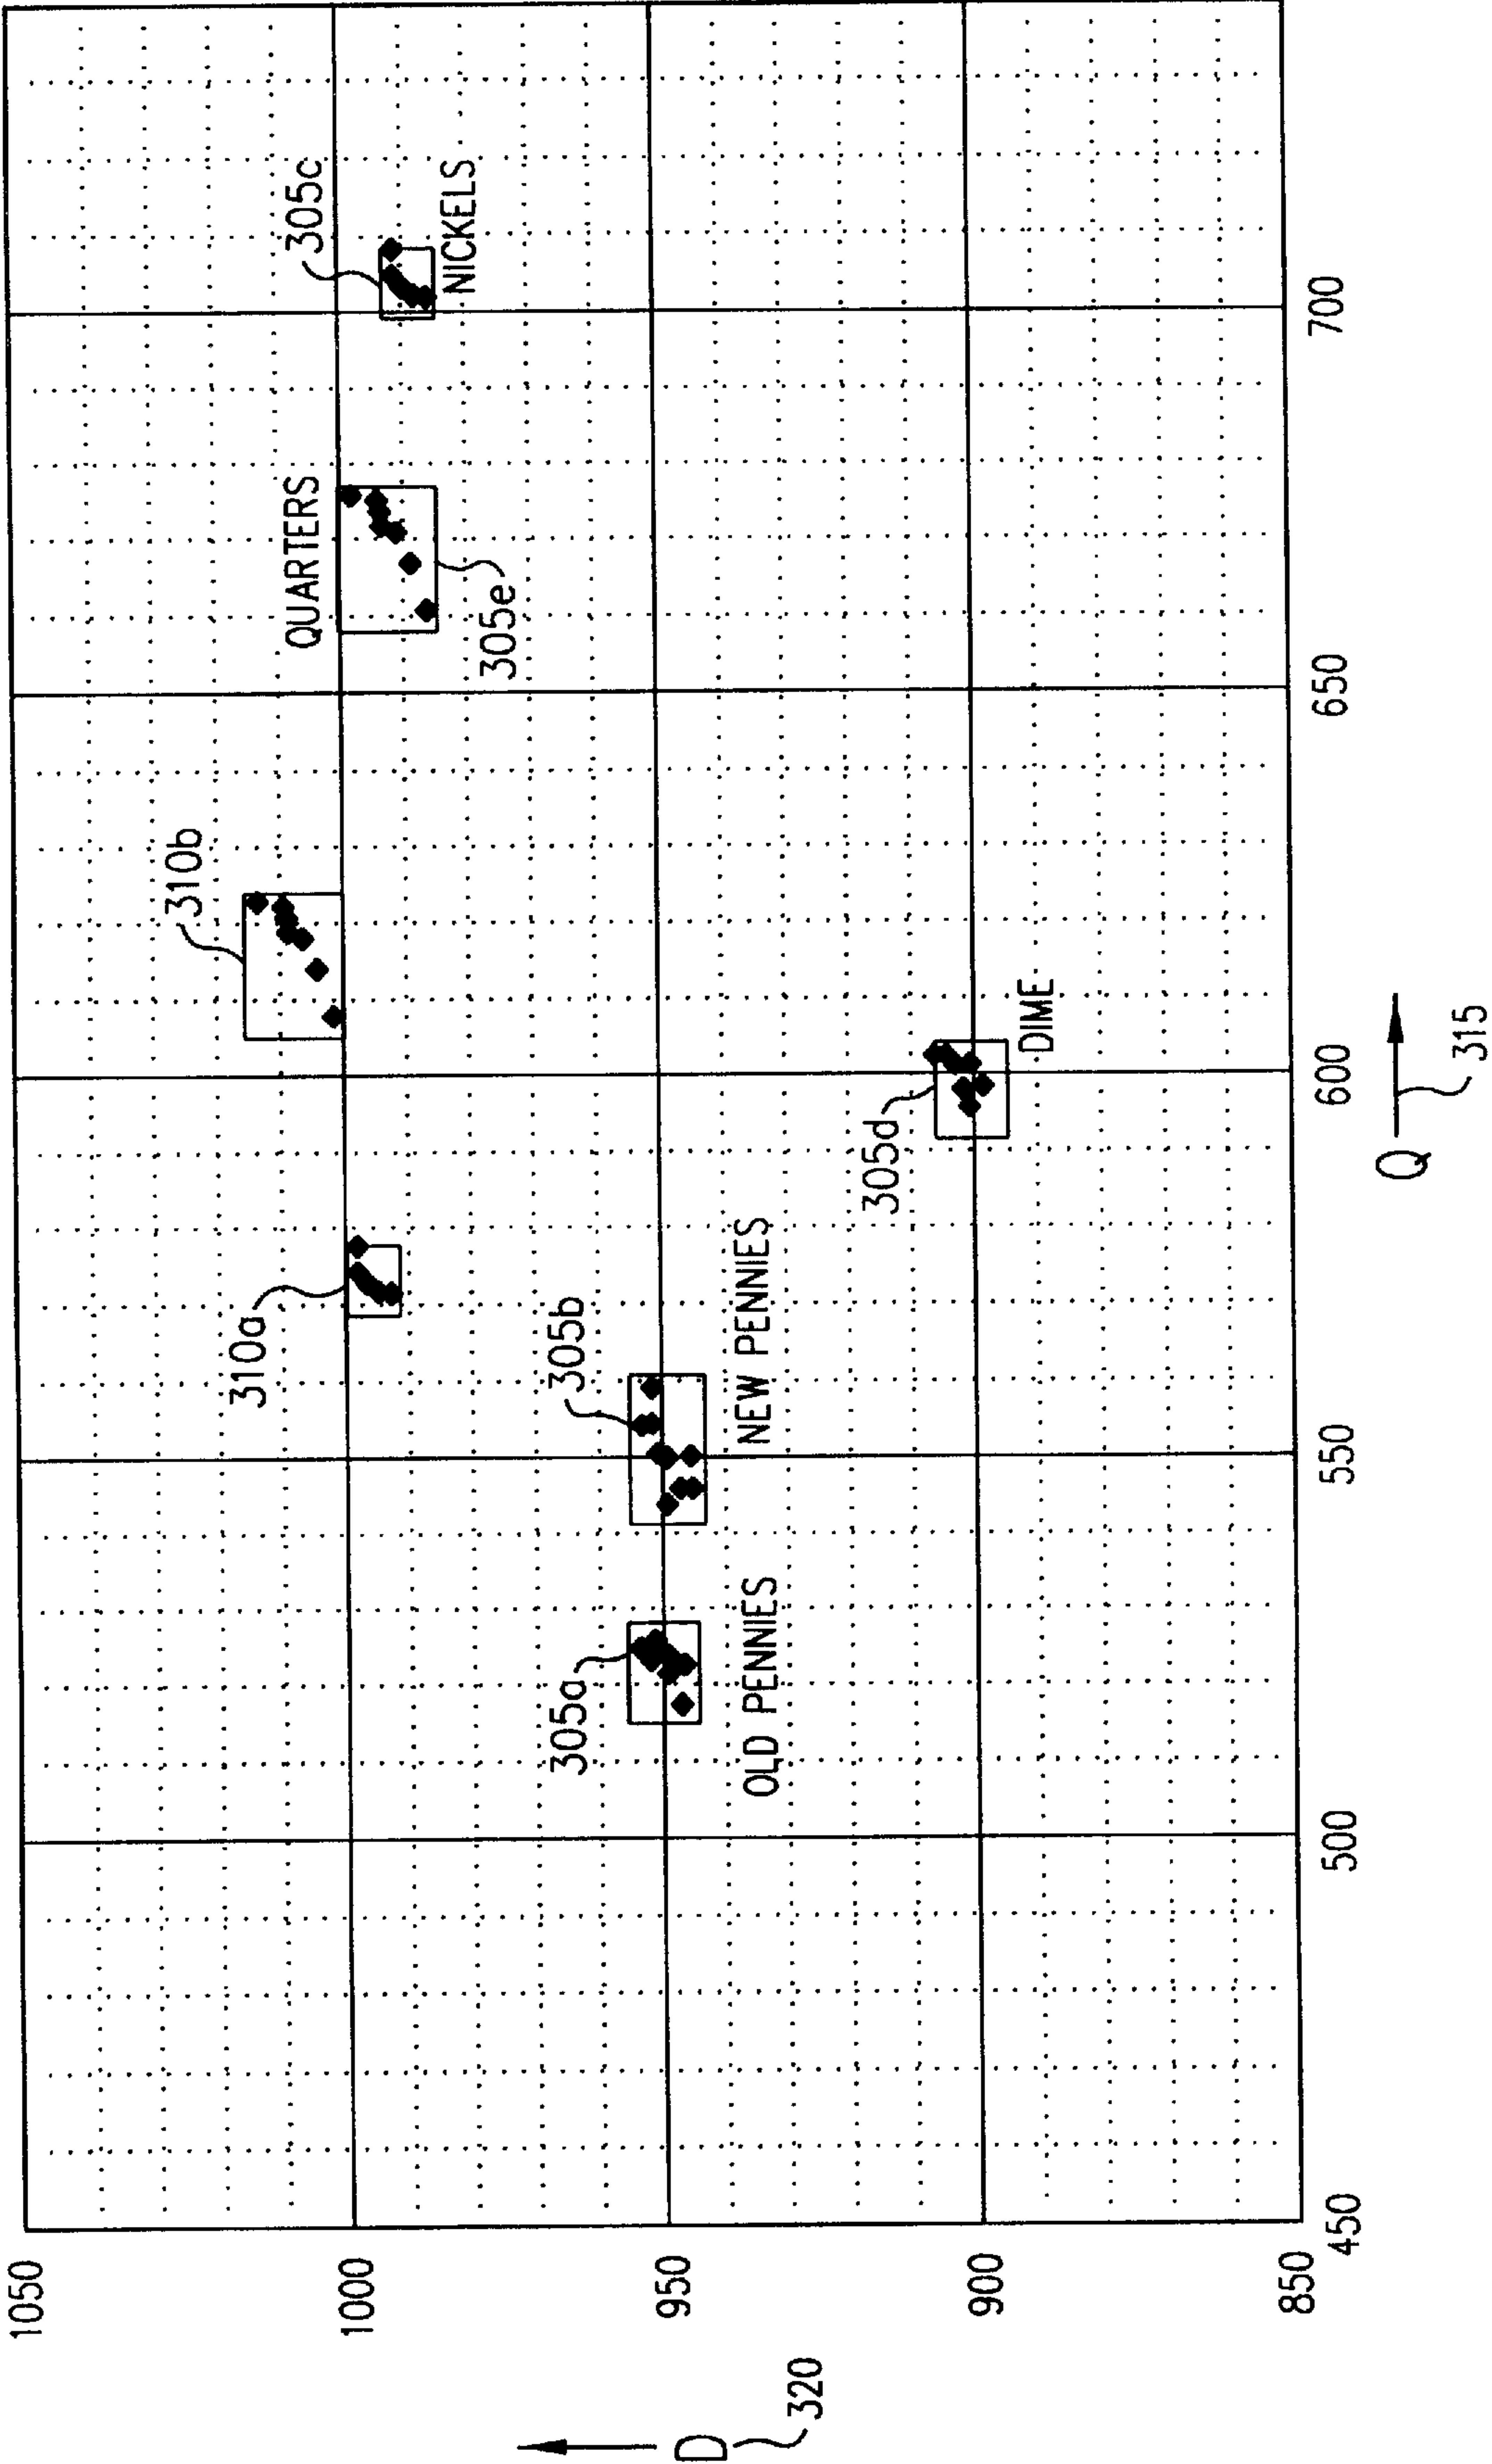 1050
1000
950
900
850
D
320
450
500
550
600
650
700
Q
315
310b
310a
QUARTERS
305c
NICKELS
305e
305a
OLD PENNIES
305b
NEW PENNIES
305d
DIME